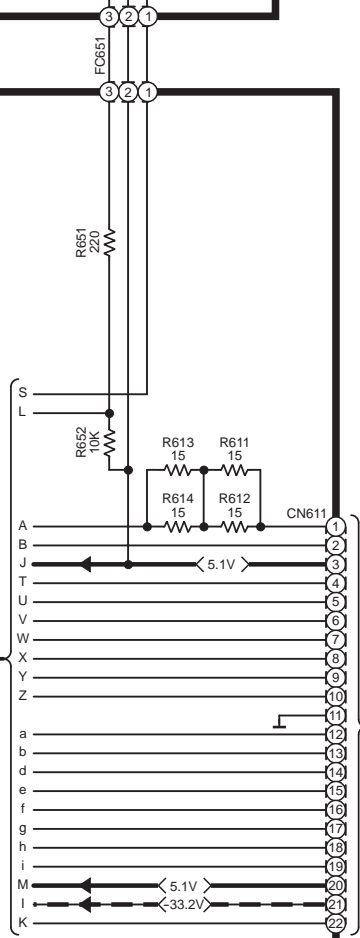 3 2 1
FC651
3 2 1
R651
220
S
L
R652
10K
R613
15
R611
15
R614
15
R612
15
CN611
A 1
B 2
J 5.1V 3
T 4
U 5
V 6
W 7
X 8
Y 9
Z 10
11
a 12
b 13
d 14
e 15
f 16
g 17
h 18
i 19
M 5.1V 20
I -33.2V 21
K 22